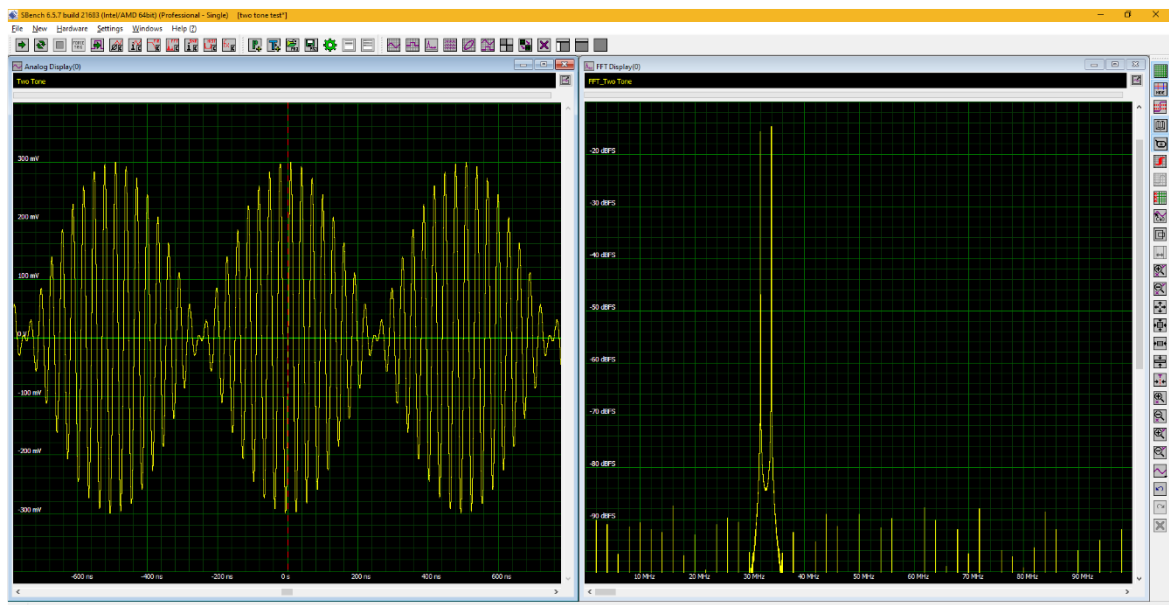 SBench 6.5.7 build 21683 (Intel/AMD 64bit) (Professional - Single) [two tone test*]
File New Hardware Settings Windows Help (?)
Analog Display(0)
Two Tone
300 mV
200 mV
100 mV
0 V
-100 mV
-200 mV
-300 mV
-600 ns -400 ns -200 ns 0 s 200 ns 400 ns 600 ns
FFT Display(0)
FFT_Two Tone
-20 dBFS
-30 dBFS
-40 dBFS
-50 dBFS
-60 dBFS
-70 dBFS
-80 dBFS
-90 dBFS
10 MHz 20 MHz 30 MHz 40 MHz 50 MHz 60 MHz 70 MHz 80 MHz 90 MHz